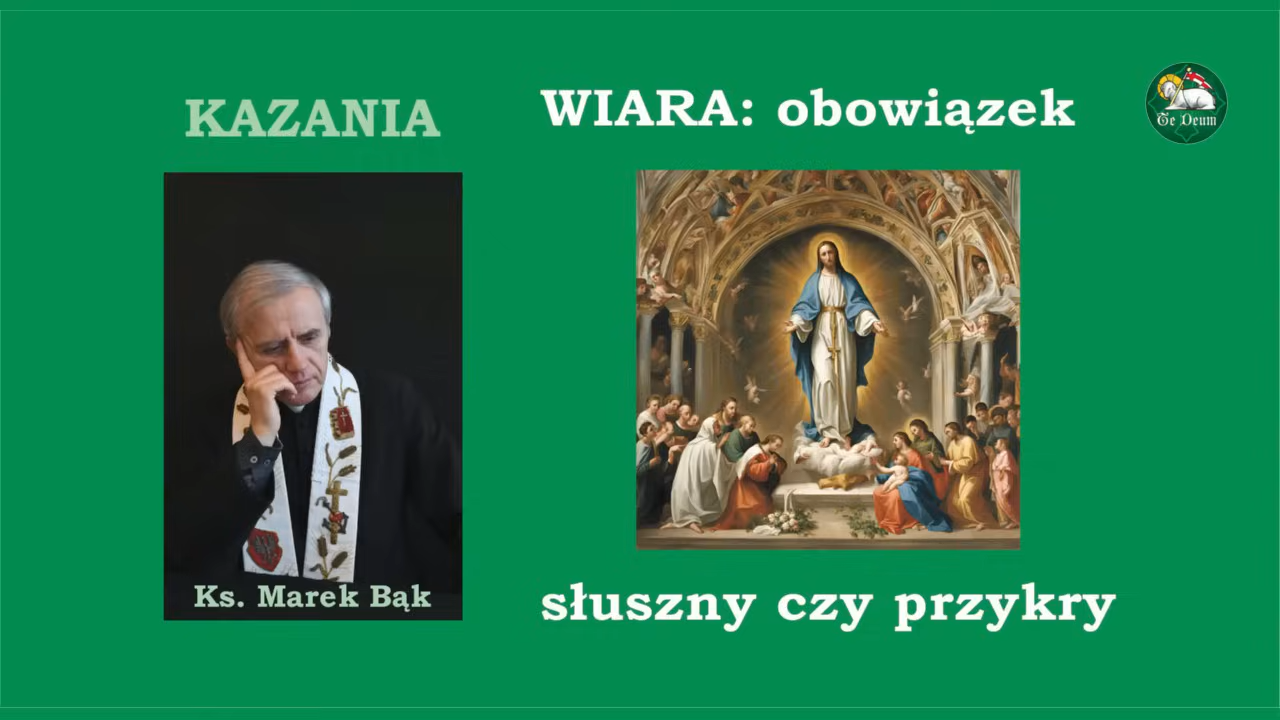 KAZANIA
Ks. Marek Bąk
WIARA: obowiązek
słuszny czy przykry
Te Deum